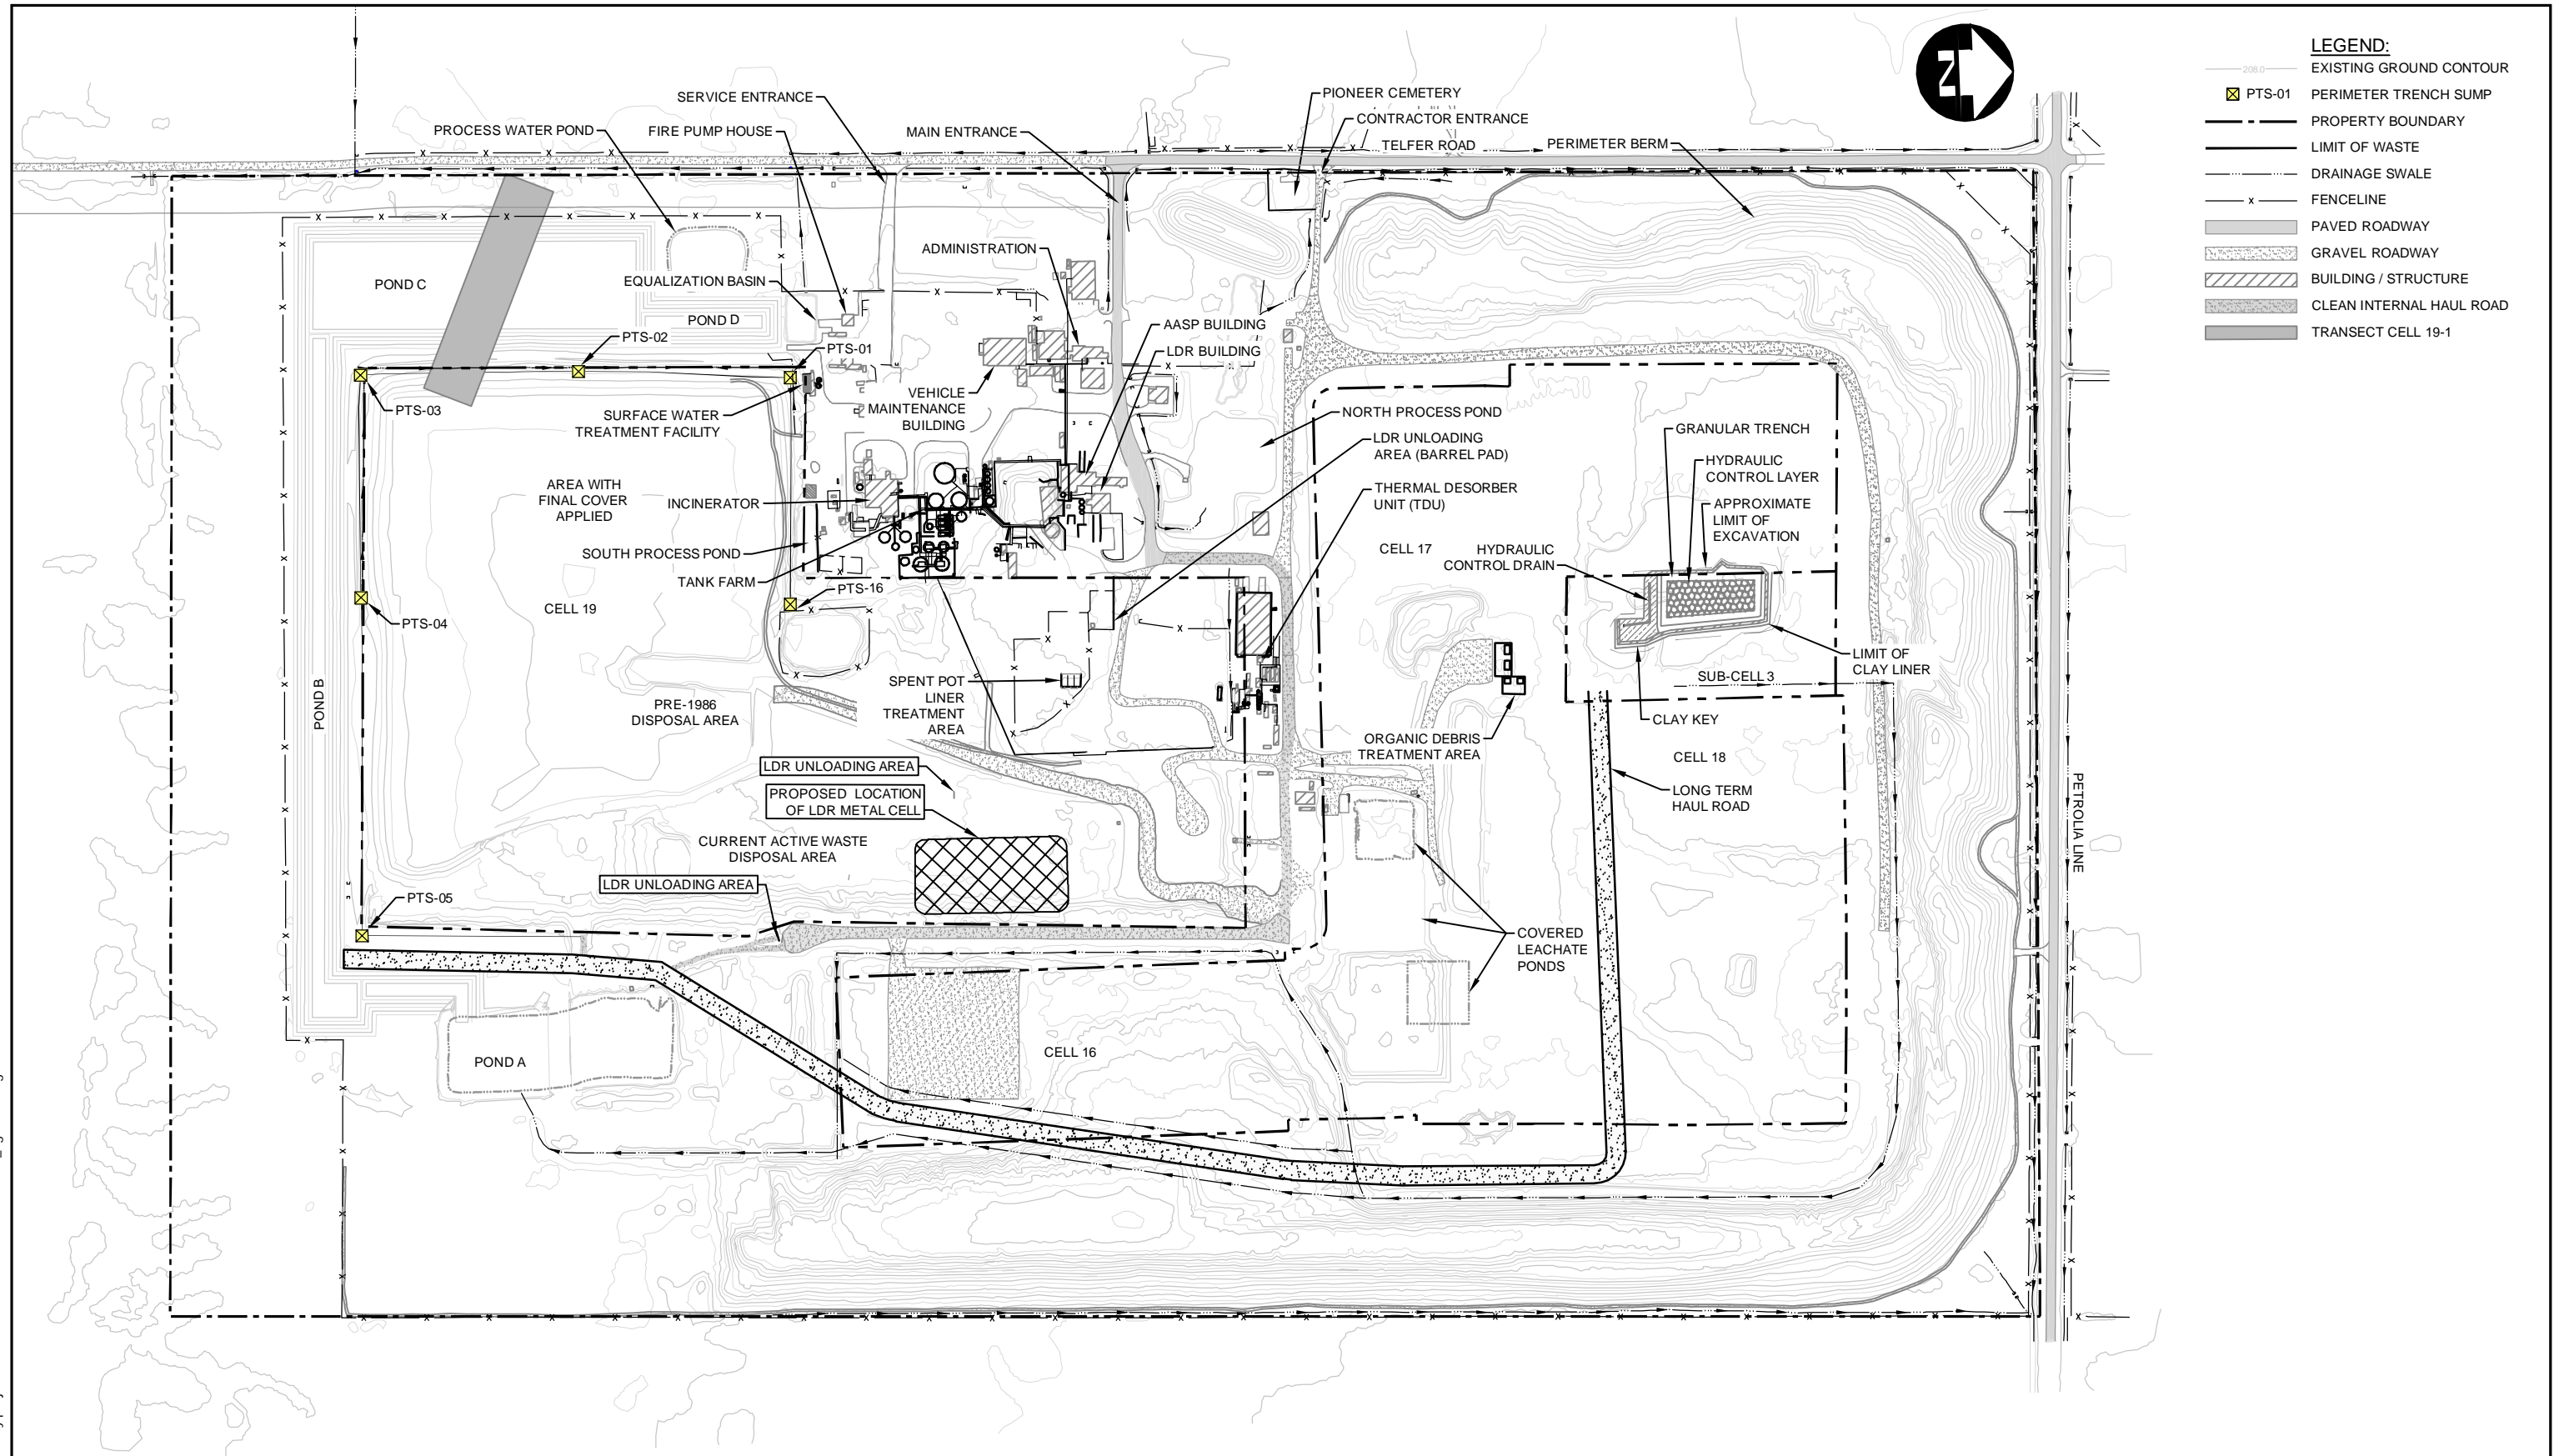 LEGEND:
208.0
EXISTING GROUND CONTOUR
PTS-01
PERIMETER TRENCH SUMP
PROPERTY BOUNDARY
LIMIT OF WASTE
DRAINAGE SWALE
x
FENCELINE
PAVED ROADWAY
GRAVEL ROADWAY
BUILDING / STRUCTURE
CLEAN INTERNAL HAUL ROAD
TRANSECT CELL 19-1
N
SERVICE ENTRANCE
PROCESS WATER POND
FIRE PUMP HOUSE
MAIN ENTRANCE
PIONEER CEMETERY
CONTRACTOR ENTRANCE
TELFER ROAD
PERIMETER BERM
ADMINISTRATION
POND C
EQUALIZATION BASIN
POND D
PTS-02
PTS-01
AASP BUILDING
LDR BUILDING
PTS-03
SURFACE WATER
TREATMENT FACILITY
VEHICLE
MAINTENANCE
BUILDING
NORTH PROCESS POND
LDR UNLOADING
AREA (BARREL PAD)
GRANULAR TRENCH
HYDRAULIC
CONTROL LAYER
AREA WITH
FINAL COVER
APPLIED
INCINERATOR
THERMAL DESORBER
UNIT (TDU)
APPROXIMATE
LIMIT OF
EXCAVATION
SOUTH PROCESS POND
CELL 17
HYDRAULIC
CONTROL DRAIN
TANK FARM
PTS-16
CELL 19
PTS-04
LIMIT OF
CLAY LINER
SUB-CELL 3
SPENT POT
LINER
TREATMENT
AREA
POND B
PRE-1986
DISPOSAL AREA
CLAY KEY
ORGANIC DEBRIS
TREATMENT AREA
CELL 18
LDR UNLOADING AREA
PROPOSED LOCATION
OF LDR METAL CELL
LONG TERM
HAUL ROAD
PETROLIA LINE
CURRENT ACTIVE WASTE
DISPOSAL AREA
LDR UNLOADING AREA
PTS-05
COVERED
LEACHATE
PONDS
POND A
CELL 16